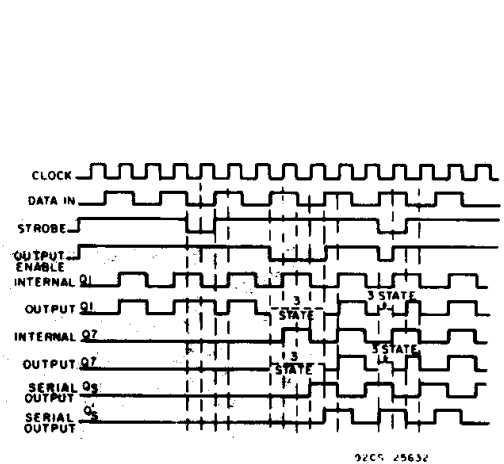 CLOCK
DATA IN
STROBE
OUTPUT
ENABLE
INTERNAL Q1
OUTPUT Q1
3
STATE
3 STATE
INTERNAL Q7
OUTPUT Q7
3
STATE
3 STATE
SERIAL QS
OUTPUT
SERIAL Q'S
OUTPUT
92CS-25632